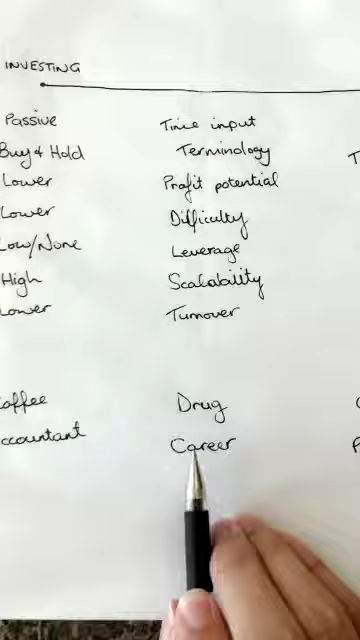 INVESTING
Passive Time input
Buy & Hold Terminology T
Lower Profit potential
Lower Difficulty
Low/None Leverage
High Scalability
Lower Turnover
offee Drug
ccountant Career